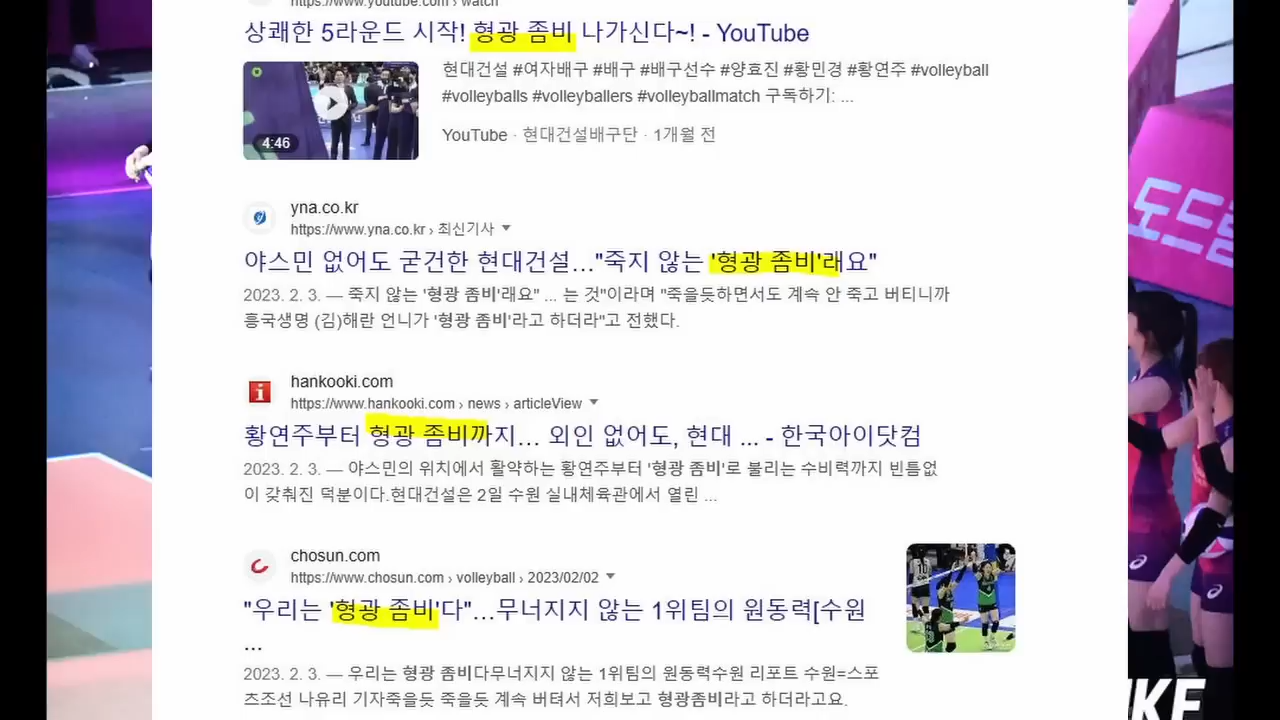 https://www.youtube.com › watch
상쾌한 5라운드 시작! 형광 좀비 나가신다~! - YouTube
현대건설 #여자배구 #배구 #배구선수 #양효진 #황민경 #황연주 #volleyball
#volleyballs #volleyballers #volleyballmatch 구독하기: ...
4:46
YouTube · 현대건설배구단 · 1개월 전
yna.co.kr
https://www.yna.co.kr › 최신기사
야스민 없어도 굳건한 현대건설…"죽지 않는 '형광 좀비'래요"
2023. 2. 3. — 죽지 않는 '형광 좀비'래요" ... 는 것"이라며 "죽을듯하면서도 계속 안 죽고 버티니까
흥국생명 (김)해란 언니가 '형광 좀비'라고 하더라"고 전했다.
hankooki.com
https://www.hankooki.com › news › articleView
황연주부터 형광 좀비까지… 외인 없어도, 현대 ... - 한국아이닷컴
2023. 2. 3. — 야스민의 위치에서 활약하는 황연주부터 '형광 좀비'로 불리는 수비력까지 빈틈없
이 갖춰진 덕분이다.현대건설은 2일 수원 실내체육관에서 열린 ...
chosun.com
https://www.chosun.com › volleyball › 2023/02/02
"우리는 '형광 좀비'다"…무너지지 않는 1위팀의 원동력[수원
...
2023. 2. 3. — 우리는 형광 좀비다무너지지 않는 1위팀의 원동력수원 리포트 수원=스포
츠조선 나유리 기자죽을듯 죽을듯 계속 버텨서 저희보고 형광좀비라고 하더라고요.
도드